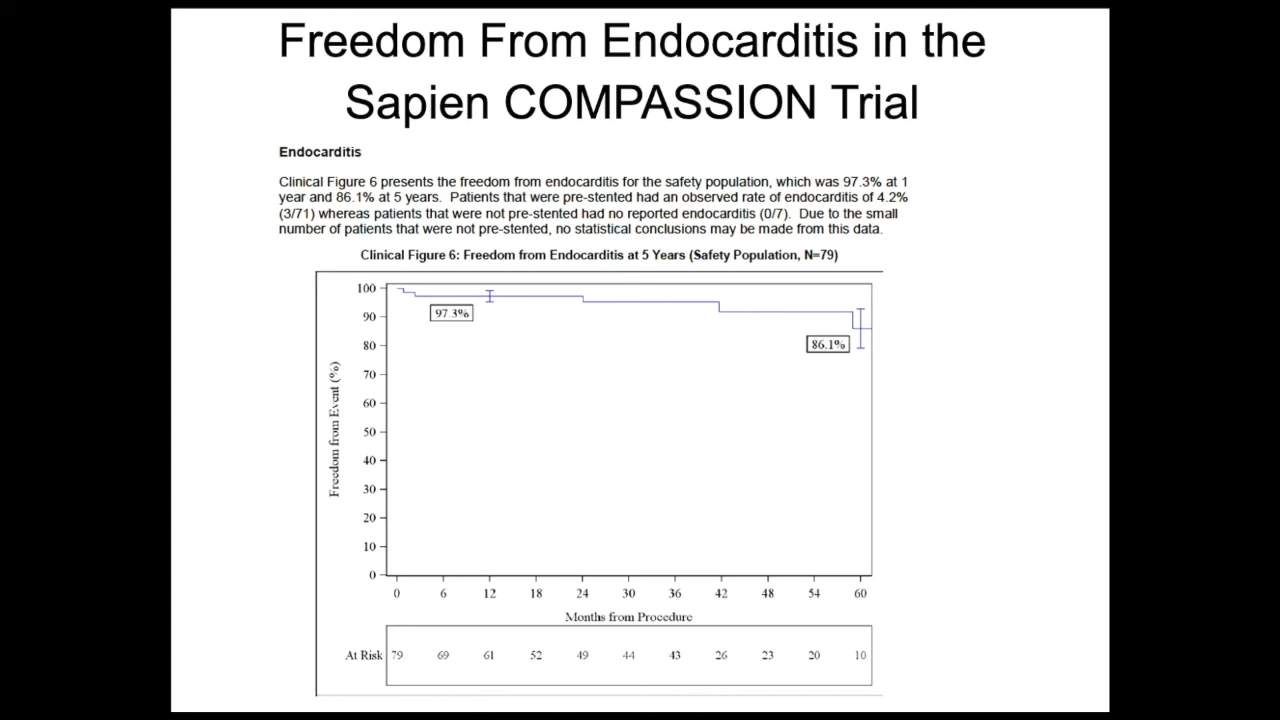 Freedom From Endocarditis in the
Sapien COMPASSION Trial
Endocarditis
Clinical Figure 6 presents the freedom from endocarditis for the safety population, which was 97.3% at 1
year and 86.1% at 5 years. Patients that were pre-stented had an observed rate of endocarditis of 4.2%
(3/71) whereas patients that were not pre-stented had no reported endocarditis (0/7). Due to the small
number of patients that were not pre-stented, no statistical conclusions may be made from this data.
Clinical Figure 6: Freedom from Endocarditis at 5 Years (Safety Population, N=79)
Freedom from Event (%)
100
90
80
70
60
50
40
30
20
10
0
97.3%
86.1%
0 6 12 18 24 30 36 42 48 54 60
Months from Procedure
At Risk 79 69 61 52 49 44 43 26 23 20 10